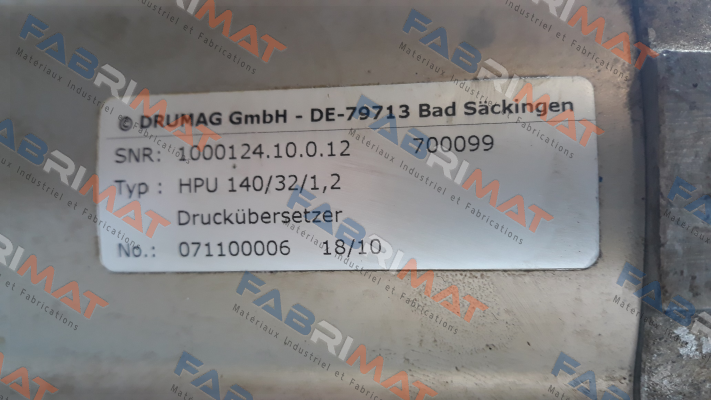 © DRUMAG GmbH - DE-79713 Bad Säckingen
SNR: 1000124.10.0.12 700099
Typ : HPU 140/32/1,2
Druckübersetzer
No.: 071100006 18/10
FABRIMAT
Materiaux Industriel et Fabrications